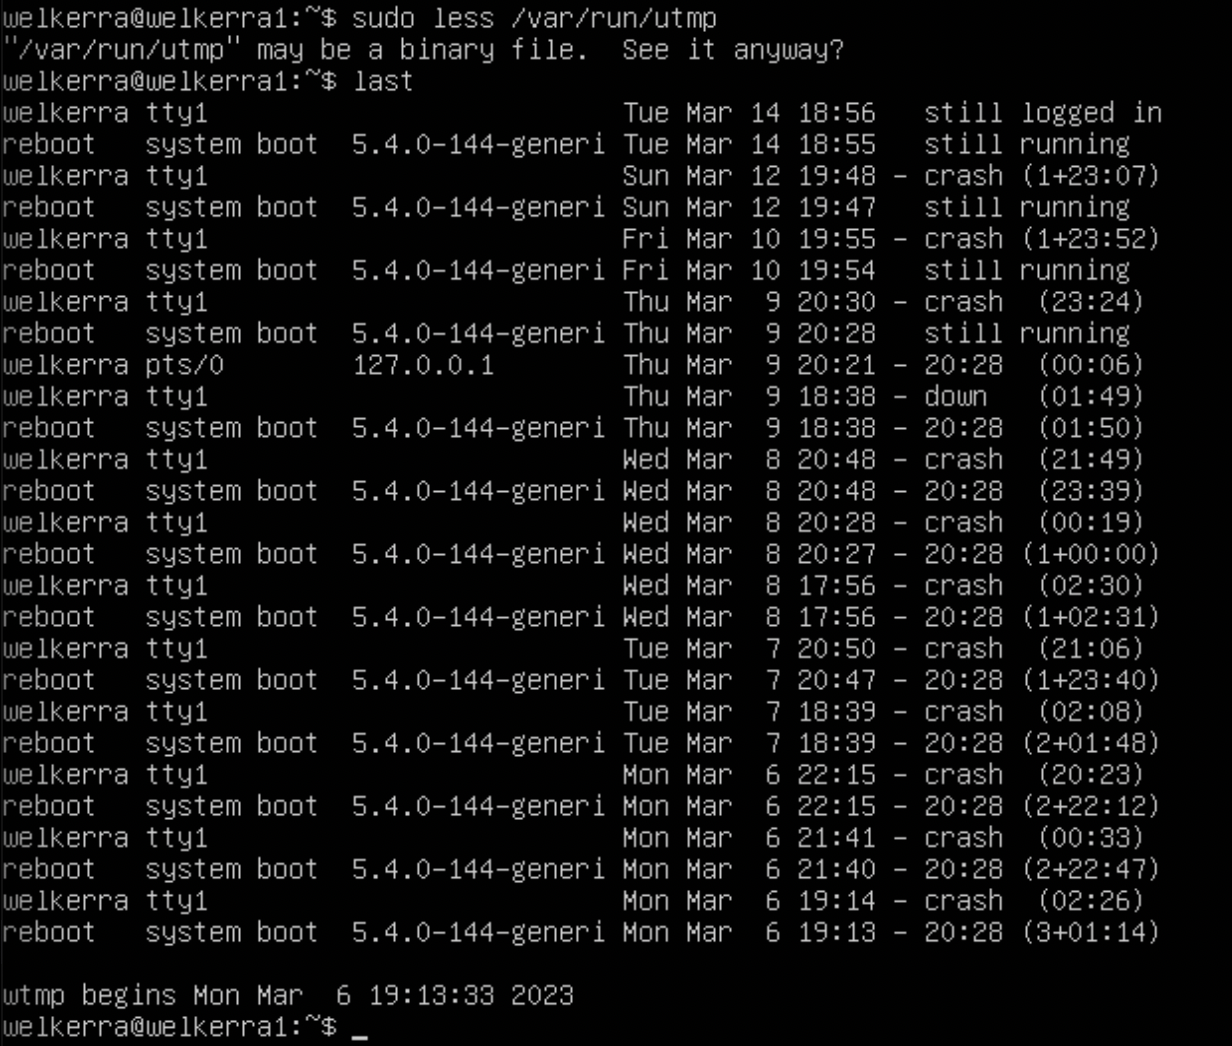 welkerra@welkerra1:~$ sudo less /var/run/utmp
"/var/run/utmp" may be a binary file.  See it anyway?
welkerra@welkerra1:~$ last
welkerra tty1                          Tue Mar 14 18:56   still logged in
reboot   system boot  5.4.0-144-generi Tue Mar 14 18:55   still running
welkerra tty1                          Sun Mar 12 19:48 - crash (1+23:07)
reboot   system boot  5.4.0-144-generi Sun Mar 12 19:47   still running
welkerra tty1                          Fri Mar 10 19:55 - crash (1+23:52)
reboot   system boot  5.4.0-144-generi Fri Mar 10 19:54   still running
welkerra tty1                          Thu Mar  9 20:30 - crash  (23:24)
reboot   system boot  5.4.0-144-generi Thu Mar  9 20:28   still running
welkerra pts/0        127.0.0.1        Thu Mar  9 20:21 - 20:28  (00:06)
welkerra tty1                          Thu Mar  9 18:38 - down   (01:49)
reboot   system boot  5.4.0-144-generi Thu Mar  9 18:38 - 20:28  (01:50)
welkerra tty1                          Wed Mar  8 20:48 - crash  (21:49)
reboot   system boot  5.4.0-144-generi Wed Mar  8 20:48 - 20:28  (23:39)
welkerra tty1                          Wed Mar  8 20:28 - crash  (00:19)
reboot   system boot  5.4.0-144-generi Wed Mar  8 20:27 - 20:28 (1+00:00)
welkerra tty1                          Wed Mar  8 17:56 - crash  (02:30)
reboot   system boot  5.4.0-144-generi Wed Mar  8 17:56 - 20:28 (1+02:31)
welkerra tty1                          Tue Mar  7 20:50 - crash  (21:06)
reboot   system boot  5.4.0-144-generi Tue Mar  7 20:47 - 20:28 (1+23:40)
welkerra tty1                          Tue Mar  7 18:39 - crash  (02:08)
reboot   system boot  5.4.0-144-generi Tue Mar  7 18:39 - 20:28 (2+01:48)
welkerra tty1                          Mon Mar  6 22:15 - crash  (20:23)
reboot   system boot  5.4.0-144-generi Mon Mar  6 22:15 - 20:28 (2+22:12)
welkerra tty1                          Mon Mar  6 21:41 - crash  (00:33)
reboot   system boot  5.4.0-144-generi Mon Mar  6 21:40 - 20:28 (2+22:47)
welkerra tty1                          Mon Mar  6 19:14 - crash  (02:26)
reboot   system boot  5.4.0-144-generi Mon Mar  6 19:13 - 20:28 (3+01:14)

wtmp begins Mon Mar  6 19:13:33 2023
welkerra@welkerra1:~$ _